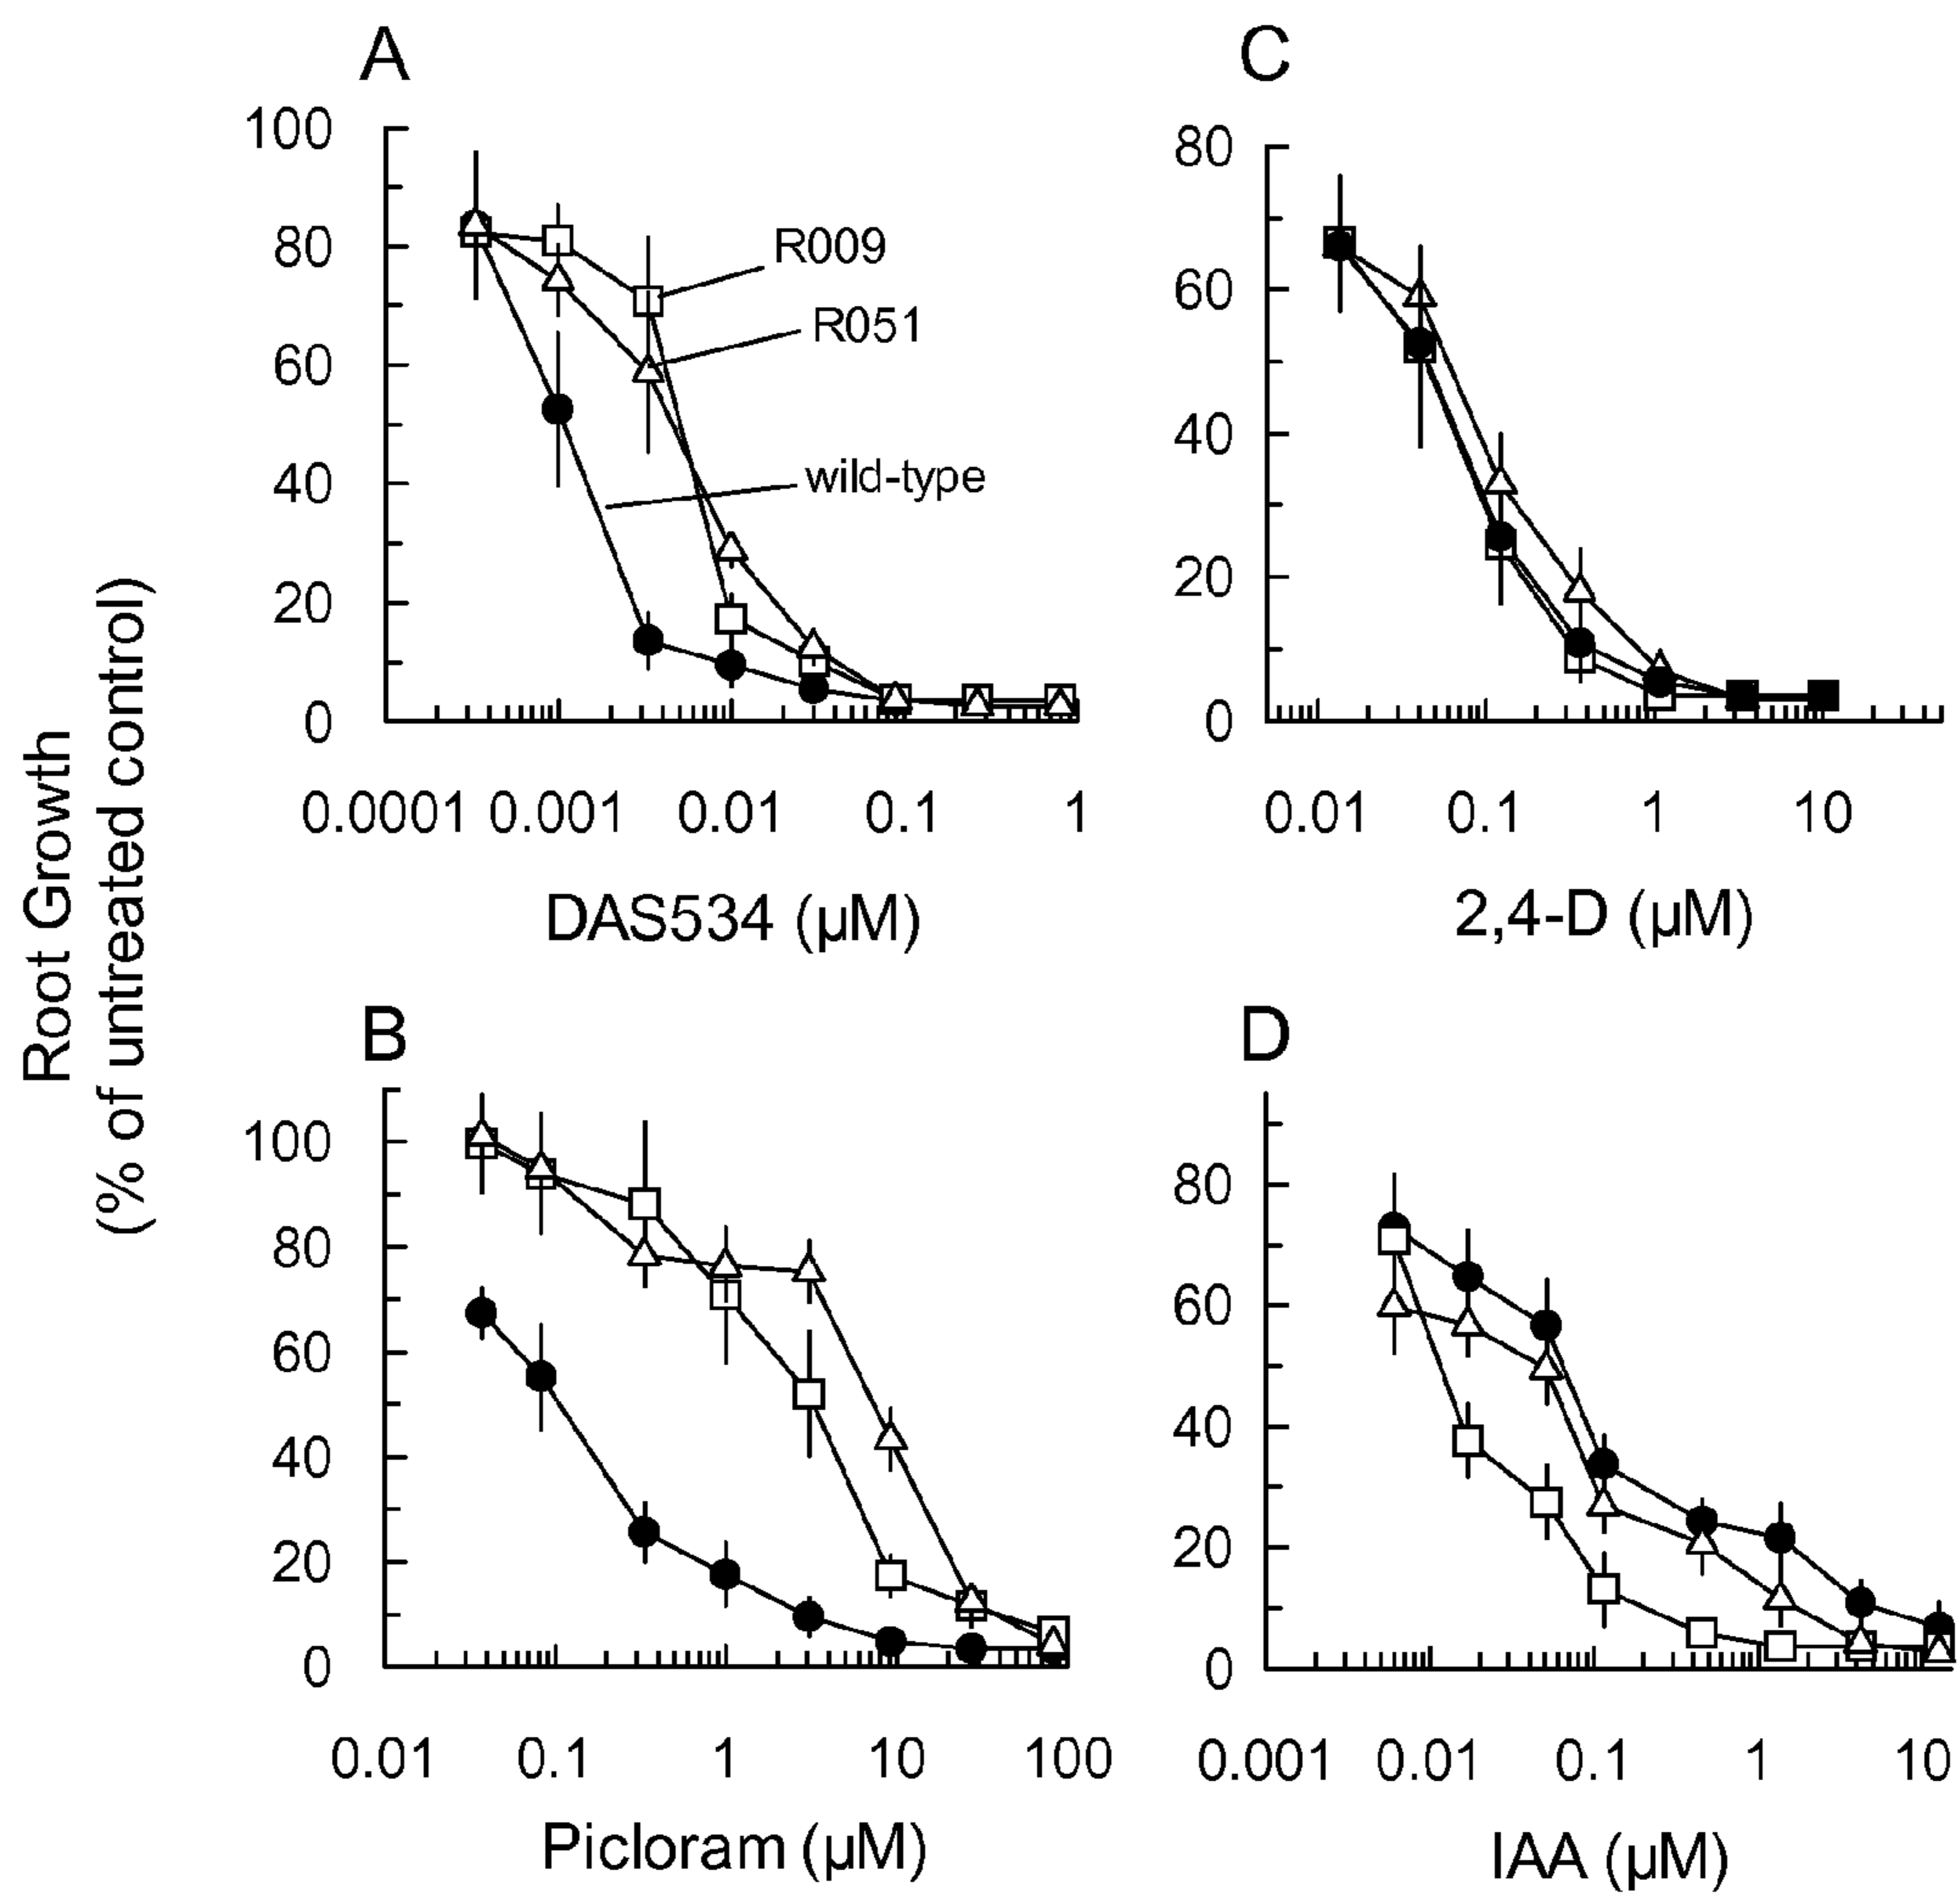 Root Growth
(% of untreated control)
A
100
80
60
40
20
0
R009
R051
wild-type
0.0001 0.001 0.01 0.1 1
DAS534 (µM)
C
80
60
40
20
0
0.01 0.1 1 10
2,4-D (µM)
B
100
80
60
40
20
0
0.01 0.1 1 10 100
Picloram (µM)
D
80
60
40
20
0
0.001 0.01 0.1 1 10
IAA (µM)